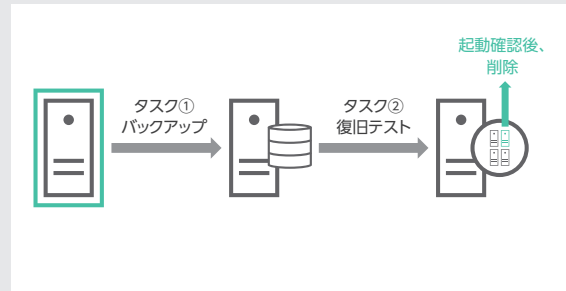 起動確認後、
削除
タスク①
バックアップ
タスク②
復旧テスト